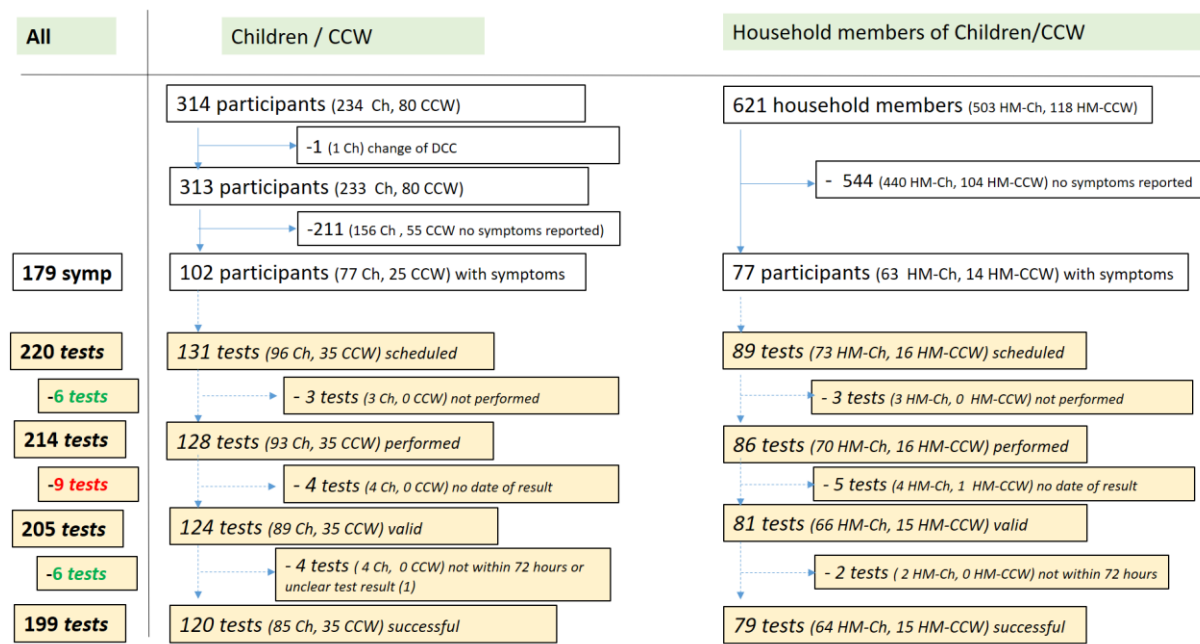 All
Children / CCW
Household members of Children/CCW
314 participants (234 Ch, 80 CCW)
621 household members (503 HM-Ch, 118 HM-CCW)
-1 (1 Ch) change of DCC
313 participants (233 Ch, 80 CCW)
- 544 (440 HM-Ch, 104 HM-CCW) no symptoms reported
-211 (156 Ch , 55 CCW no symptoms reported)
179 symp
102 participants (77 Ch, 25 CCW) with symptoms
77 participants (63 HM-Ch, 14 HM-CCW) with symptoms
220 tests
131 tests (96 Ch, 35 CCW) scheduled
89 tests (73 HM-Ch, 16 HM-CCW) scheduled
-6 tests
- 3 tests (3 Ch, 0 CCW) not performed
- 3 tests (3 HM-Ch, 0 HM-CCW) not performed
214 tests
128 tests (93 Ch, 35 CCW) performed
86 tests (70 HM-Ch, 16 HM-CCW) performed
-9 tests
- 4 tests (4 Ch, 0 CCW) no date of result
- 5 tests (4 HM-Ch, 1 HM-CCW) no date of result
205 tests
124 tests (89 Ch, 35 CCW) valid
81 tests (66 HM-Ch, 15 HM-CCW) valid
-6 tests
- 4 tests ( 4 Ch, 0 CCW) not within 72 hours or
unclear test result (1)
- 2 tests ( 2 HM-Ch, 0 HM-CCW) not within 72 hours
199 tests
120 tests (85 Ch, 35 CCW) successful
79 tests (64 HM-Ch, 15 HM-CCW) successful